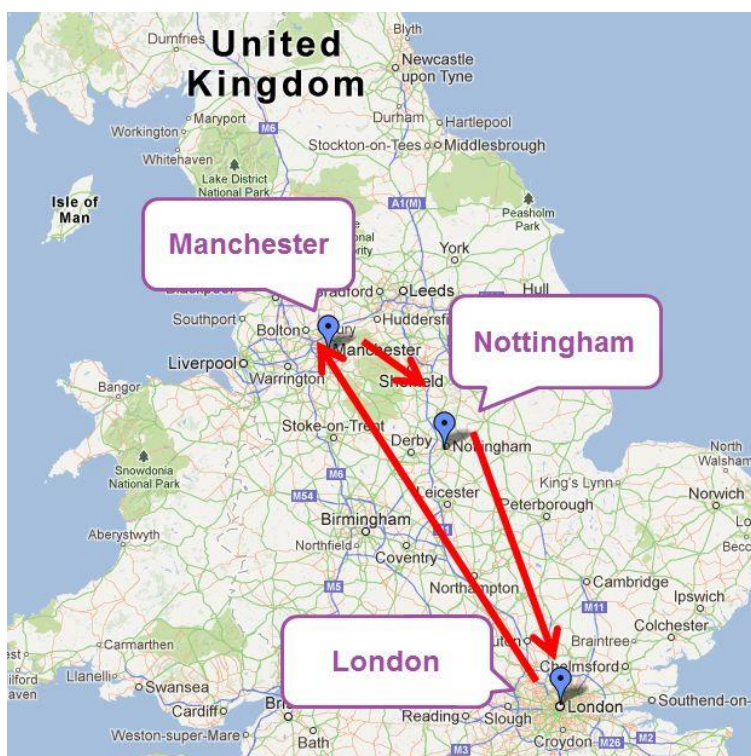 Blyth
Dumfries
United
Kingdom
Newcastle
upon Tyne
Maryport
M6
Durham
Hartlepool
Workington
Stockton-on-Tees
Middlesbrough
Whitehaven
Lake District
National Park
A1(M)
Isle of
Man
Peasholm
Park
Manchester
York
Leeds
Hull
Southport
Bolton
Manchester
Nottingham
Liverpool
Warrington
Sheffield
Bangor
Stoke-on-Trent
Derby
Nottingham
North
Walsham
Snowdonia
National Park
M6
King's Lynn
Norwich
M54
Leicester
Peterborough
Birmingham
Aberystwyth
Northfield
Coventry
M5
Northampton
Cambridge
M11
Ipswich
Colchester
Carmarthen
Braintree
London
Chelmsford
Llanelli
Swansea
Cardiff
Reading
Slough
London
Southend-on
Weston-super-Mare
Bath
M3
Croydon
M26